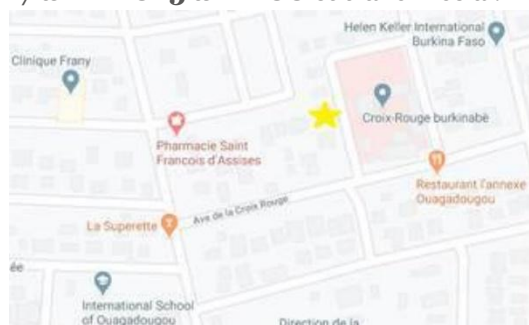 Helen Keller International
Burkina Faso
Clinique Frany
Croix-Rouge burkinabè
Pharmacie Saint
Francois d'Assises
Restaurant l'annexe
Ouagadougou
Ave de la Croix Rouge
La Superette
ée
International School
of Ouagadougou
Direction de la